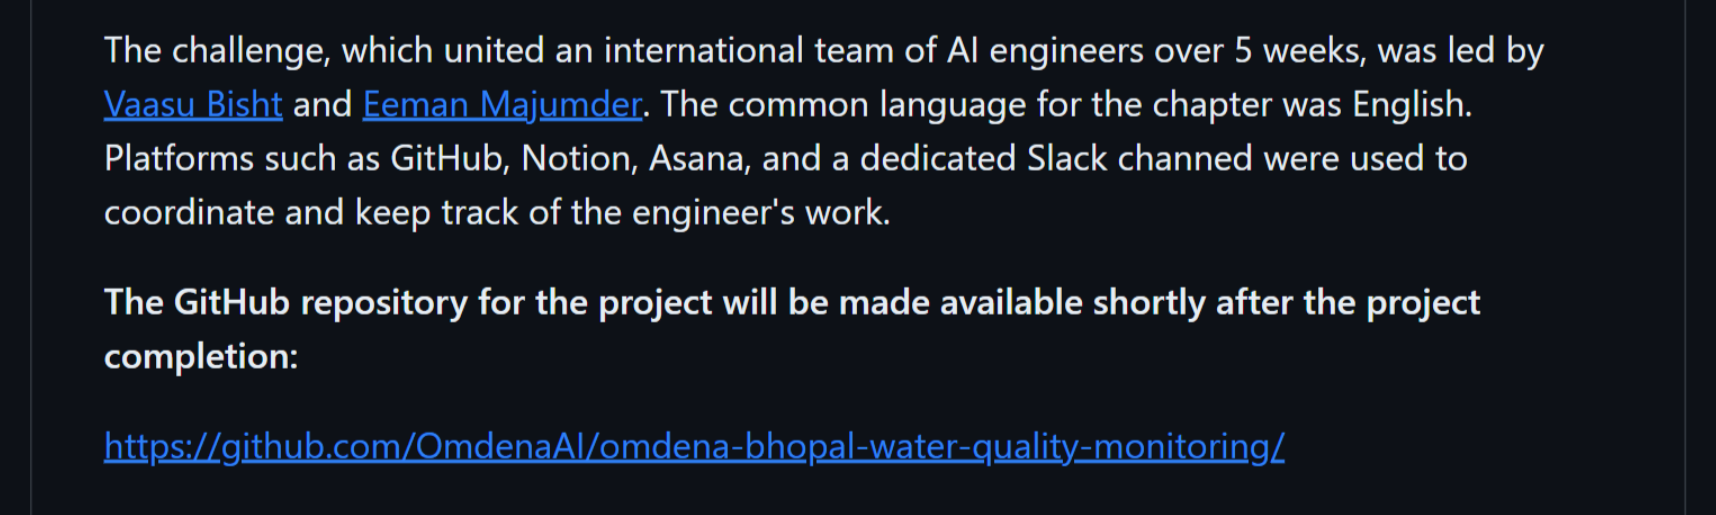 The challenge, which united an international team of AI engineers over 5 weeks, was led by
Vaasu Bisht and Eeman Majumder. The common language for the chapter was English.
Platforms such as GitHub, Notion, Asana, and a dedicated Slack channed were used to
coordinate and keep track of the engineer's work.
The GitHub repository for the project will be made available shortly after the project
completion:
https://github.com/OmdenaAI/omdena-bhopal-water-quality-monitoring/